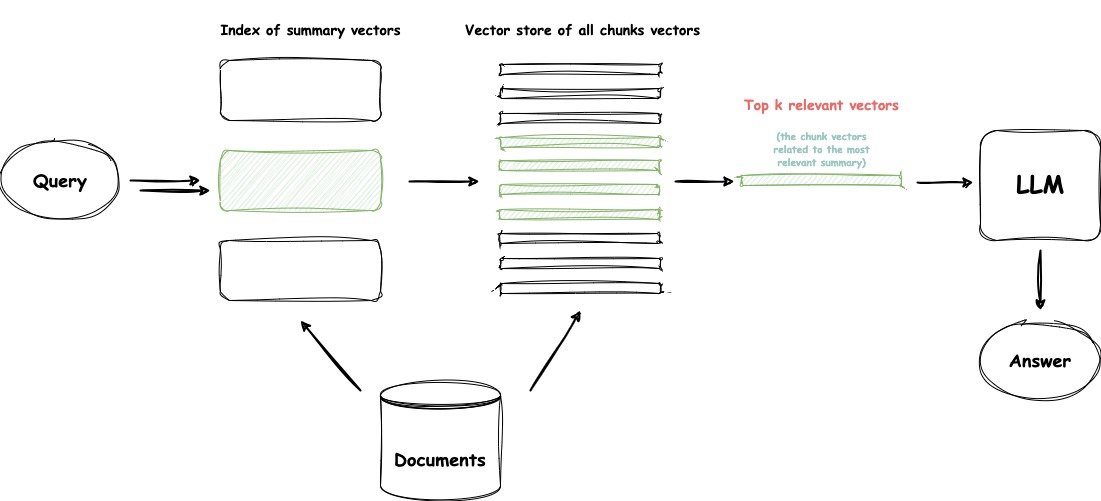 Index of summary vectors
Vector store of all chunks vectors
Top k relevant vectors
(the chunk vectors
related to the most
relevant summary)
Query
LLM
Answer
Documents